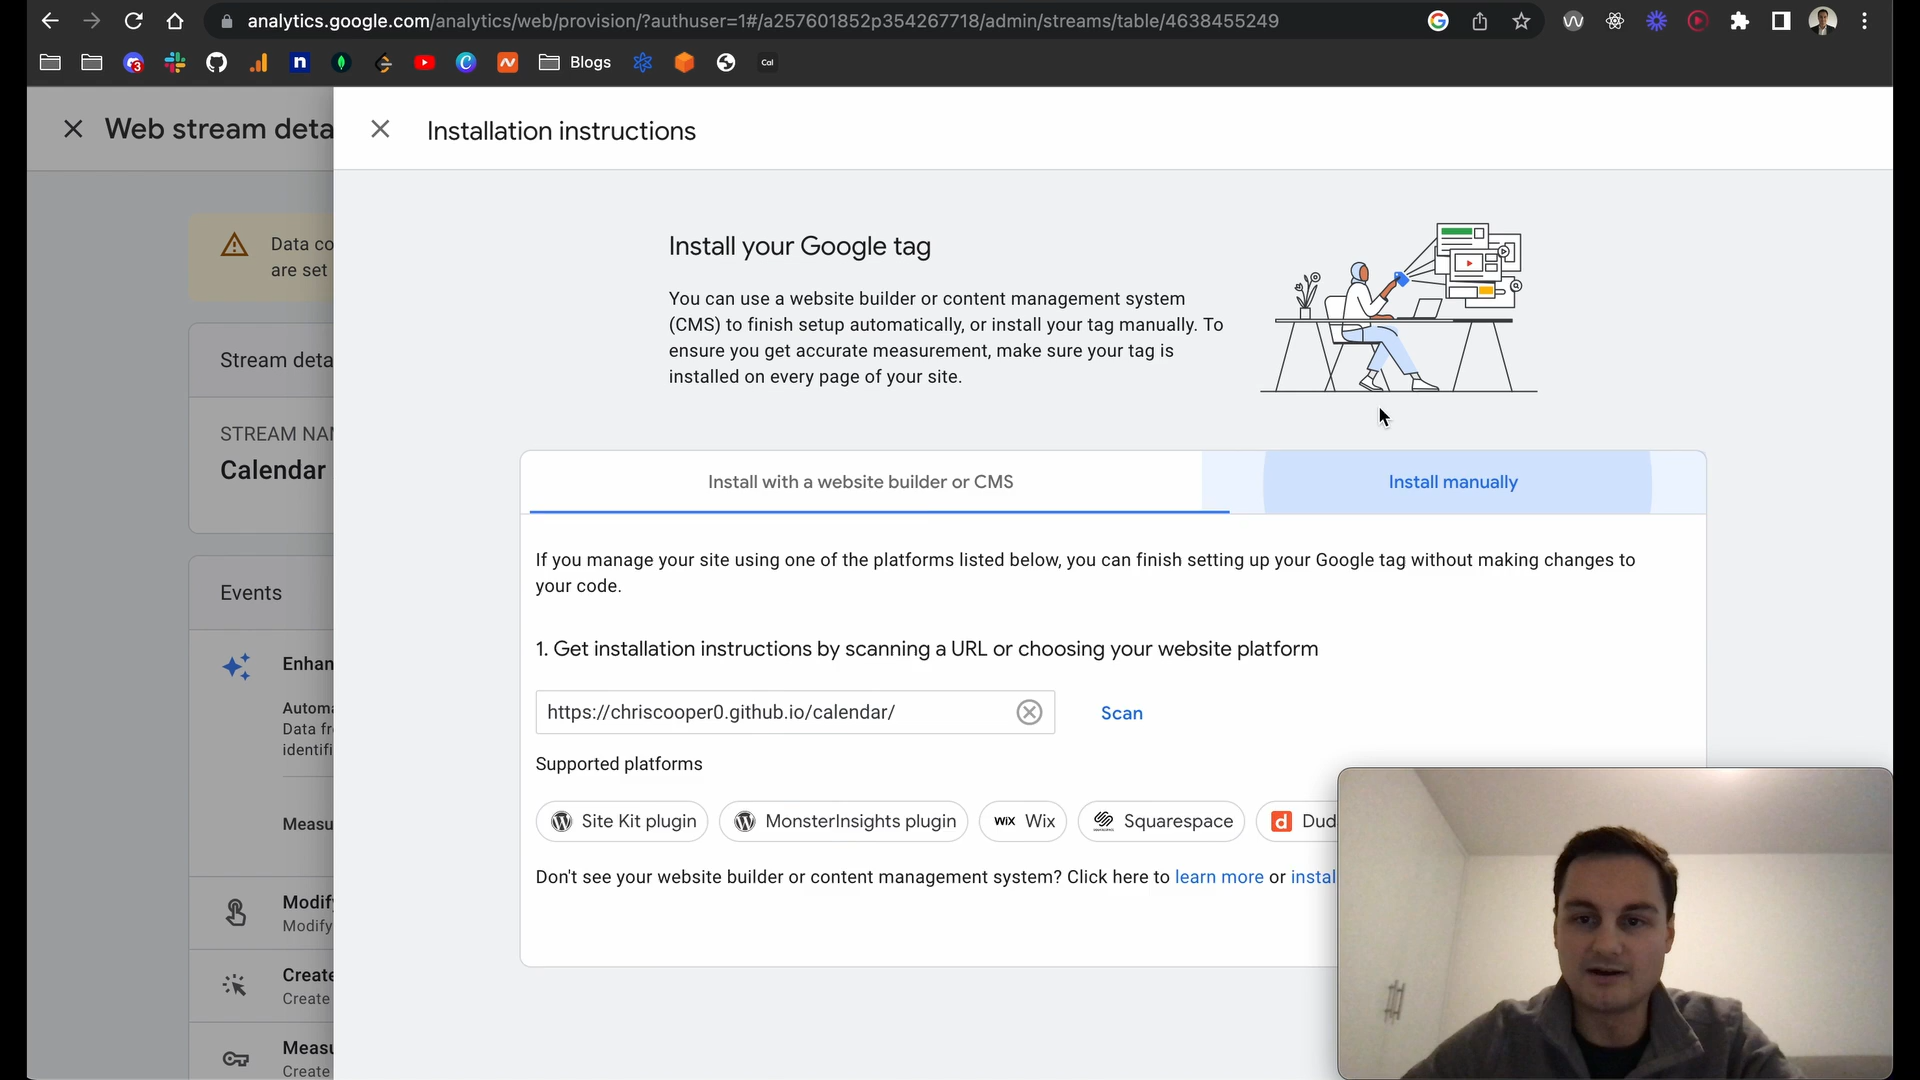 analytics.google.com/analytics/web/provision/?authuser=1#/a257601852p354267718/admin/streams/table/4638455249
3
Blogs
Cal
Web stream deta
Installation instructions
Data co
are set
Stream deta
STREAM NAM
Calendar
Events
Enhan
Automa
Data fr
identifi
Measu
Modify
Modify
Create
Create
Measu
Create
Install your Google tag
You can use a website builder or content management system
(CMS) to finish setup automatically, or install your tag manually. To
ensure you get accurate measurement, make sure your tag is
installed on every page of your site.
Install with a website builder or CMS
Install manually
If you manage your site using one of the platforms listed below, you can finish setting up your Google tag without making changes to
your code.
1. Get installation instructions by scanning a URL or choosing your website platform
https://chriscooper0.github.io/calendar/
Scan
Supported platforms
Site Kit plugin
MonsterInsights plugin
WiX Wix
Squarespace
d Dud
Don't see your website builder or content management system? Click here to learn more or instal